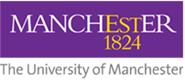 MANCHESTER
1824
The University of Manchester